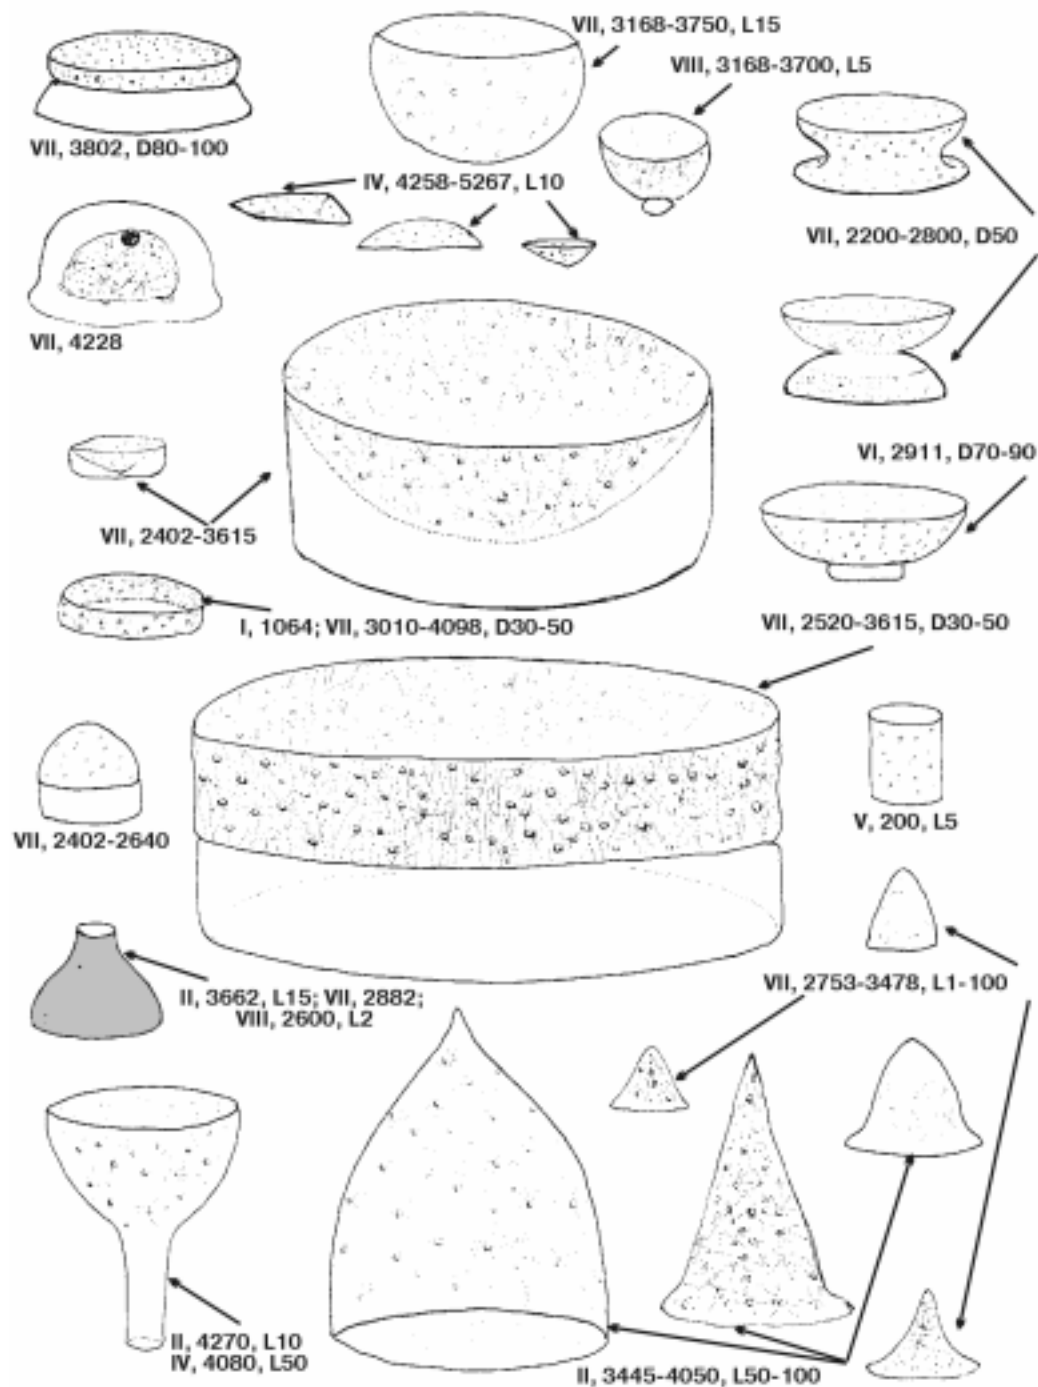 VII, 3168-3750, L15
VIII, 3168-3700, L5
VII, 3802, D80-100
IV, 4258-5267, L10
VII, 2200-2800, D50
VII, 4228
VI, 2911, D70-90
VII, 2402-3615
I, 1064; VII, 3010-4098, D30-50
VII, 2520-3615, D30-50
V, 200, L5
VII, 2402-2640
VII, 2753-3478, L1-100
II, 3662, L15; VII, 2882;
VIII, 2600, L2
II, 4270, L10
IV, 4080, L50
II, 3445-4050, L50-100